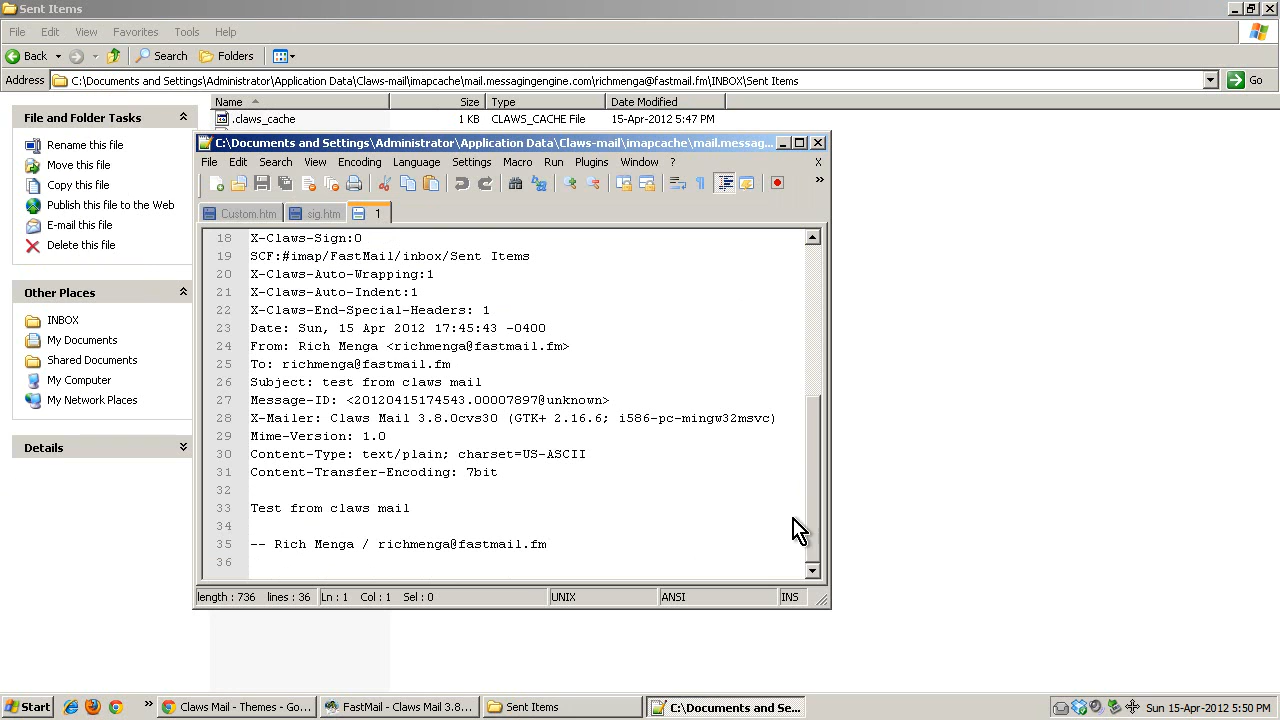 Sent Items
File Edit View Favorites Tools Help
Back Search Folders
Address C:\Documents and Settings\Administrator\Application Data\Claws-mail\imapcache\mail.messagingengine.com\richmenga@fastmail.fm\INBOX\Sent Items Go
File and Folder Tasks
Rename this file
Move this file
Copy this file
Publish this file to the Web
E-mail this file
Delete this file
Other Places
INBOX
My Documents
Shared Documents
My Computer
My Network Places
Details
Name Size Type Date Modified
.claws_cache 1 KB CLAWS_CACHE File 15-Apr-2012 5:47 PM
C:\Documents and Settings\Administrator\Application Data\Claws-mail\imapcache\mail.messag...
File Edit Search View Encoding Language Settings Macro Run Plugins Window ? X
Custom.htm sig.htm 1
18 X-Claws-Sign:0
19 SCF:#imap/FastMail/inbox/Sent Items
20 X-Claws-Auto-Wrapping:1
21 X-Claws-Auto-Indent:1
22 X-Claws-End-Special-Headers: 1
23 Date: Sun, 15 Apr 2012 17:45:43 -0400
24 From: Rich Menga <richmenga@fastmail.fm>
25 To: richmenga@fastmail.fm
26 Subject: test from claws mail
27 Message-ID: <20120415174543.00007897@unknown>
28 X-Mailer: Claws Mail 3.8.0cvs30 (GTK+ 2.16.6; i586-pc-mingw32msvc)
29 Mime-Version: 1.0
30 Content-Type: text/plain; charset=US-ASCII
31 Content-Transfer-Encoding: 7bit
32
33 Test from claws mail
34
35 -- Rich Menga / richmenga@fastmail.fm
36
length : 736 lines : 36 Ln : 1 Col : 1 Sel : 0 UNIX ANSI INS
Start Claws Mail - Themes - Go... FastMail - Claws Mail 3.8... Sent Items C:\Documents and Se... Sun 15-Apr-2012 5:50 PM